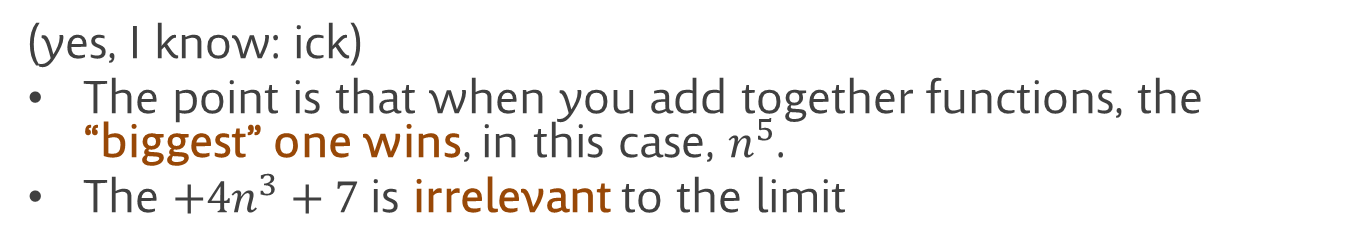 (yes, I know: ick)
• The point is that when you add together functions, the
“biggest” one wins, in this case, 𝑛⁵.
• The +4𝑛³ + 7 is irrelevant to the limit